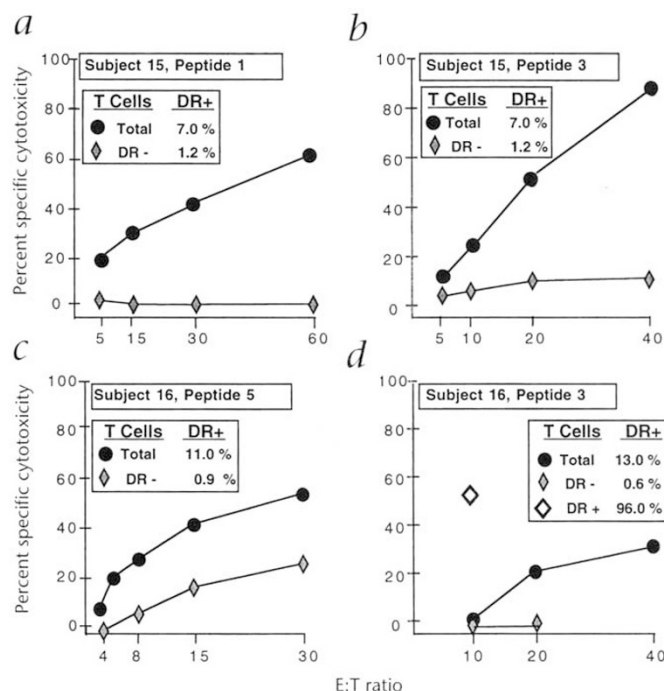 a
Subject 15, Peptide 1
T Cells DR+
Total 7.0 %
DR - 1.2 %
Percent specific cytotoxicity
100
80
60
40
20
0
5 15 30 60
b
Subject 15, Peptide 3
T Cells DR+
Total 7.0 %
DR - 1.2 %
100
80
60
40
20
0
5 10 20 40
c
Subject 16, Peptide 5
T Cells DR+
Total 11.0 %
DR - 0.9 %
Percent specific cytotoxicity
100
80
60
40
20
0
4 8 15 30
d
Subject 16, Peptide 3
T Cells DR+
Total 13.0 %
DR - 0.6 %
DR + 96.0 %
100
80
60
40
20
0
10 20 40
E:T ratio